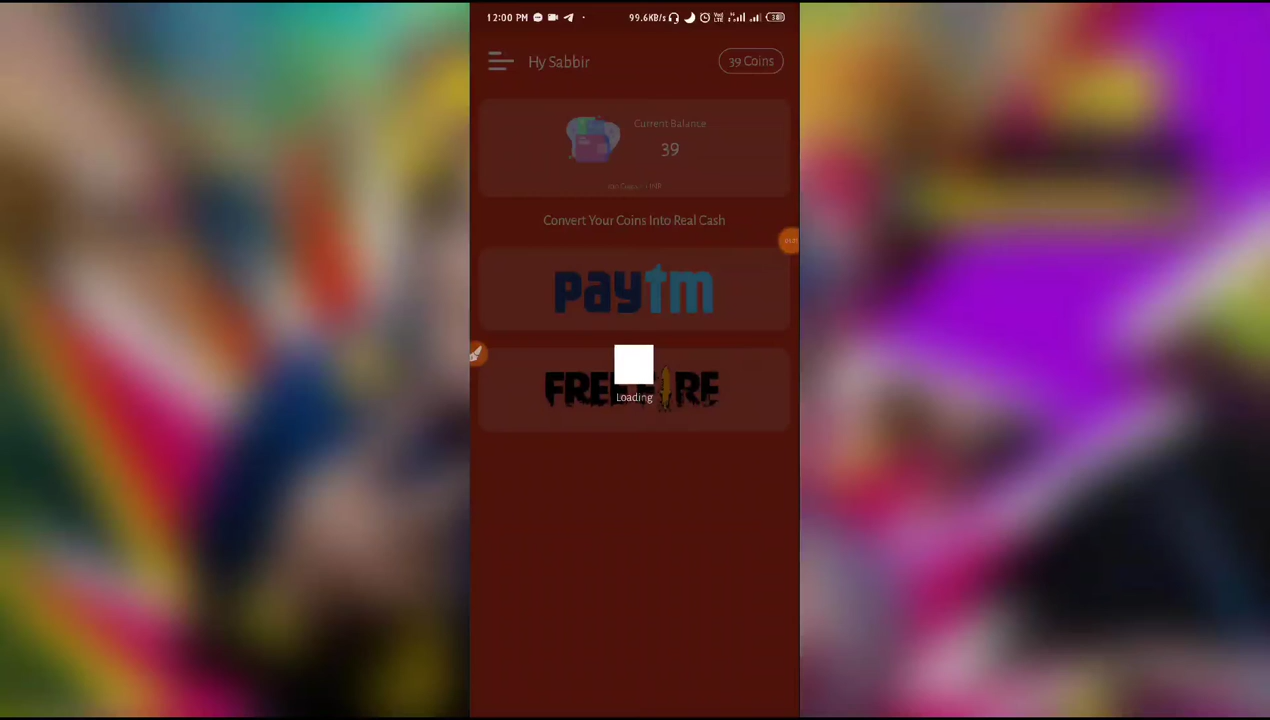 12:00 PM
99.6KB/s
Hy Sabbir
39 Coins
Current Balance
39
Convert Your Coins Into Real Cash
paytm
FREE FIRE
Loading